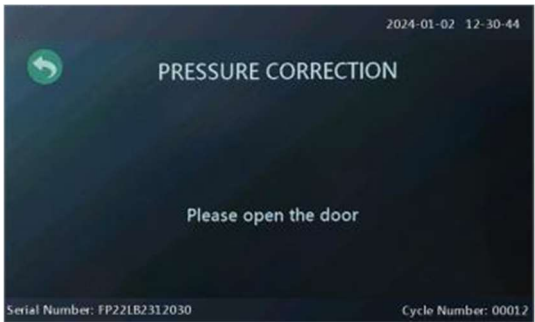 2024-01-02 12-30-44
PRESSURE CORRECTION
Please open the door
Serial Number: FP22LB2312030
Cycle Number: 00012